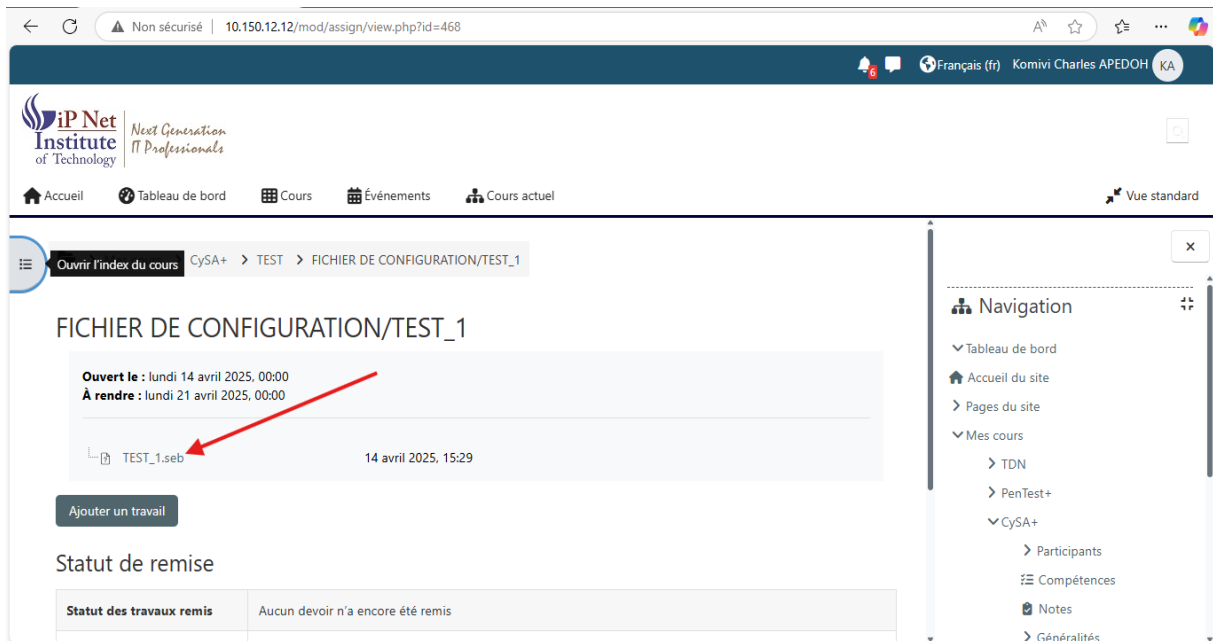 Non sécurisé | 10.150.12.12/mod/assign/view.php?id=468
6 Français (fr) Komivi Charles APEDOH KA
iP Net
Institute
of Technology
Next Generation
IT Professionals
Accueil Tableau de bord Cours Événements Cours actuel Vue standard
Ouvrir l'index du cours CySA+ > TEST > FICHIER DE CONFIGURATION/TEST_1
FICHIER DE CONFIGURATION/TEST_1
Ouvert le : lundi 14 avril 2025, 00:00
À rendre : lundi 21 avril 2025, 00:00
TEST_1.seb 14 avril 2025, 15:29
Ajouter un travail
Statut de remise
Statut des travaux remis Aucun devoir n'a encore été remis
Navigation
Tableau de bord
Accueil du site
Pages du site
Mes cours
TDN
PenTest+
CySA+
Participants
Compétences
Notes
Généralités